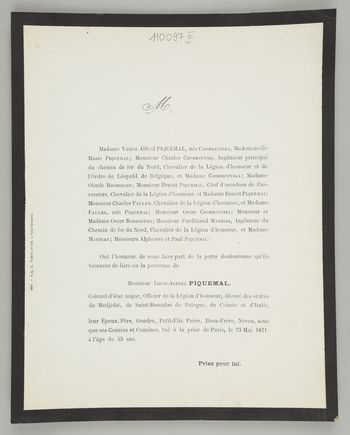 110097
M.
Madame Veuve Alfred PIQUEMAL, née CHOBRZYNSKA, Mademoiselle
Marie PIQUEMAL; Monsieur Charles CHOBRZYNSKI, Ingénieur principal
du chemin de fer du Nord, Chevalier de la Légion d'honneur et de
l'Ordre de Léopold de Belgique, et Madame CHOBRZYNSKA; Madame
Olinde RODRIGUES; Monsieur Ernest PIQUEMAL, Chef d'escadron de Cui-
rassiers, Chevalier de la Légion d'honneur, et Madame Ernest PIQUEMAL;
Monsieur Charles FAULER, Chevalier de la Légion d'honneur, et Madame
FAULER, née PIQUEMAL; Monsieur Oscar CHOBRZYNSKI; Monsieur et
Madame Oscar RODRIGUES; Monsieur Ferdinand MATHIAS, Ingénieur du
Chemin de fer du Nord, Chevalier de la Légion d'honneur, et Madame
MATHIAS; Messieurs Alphonse et Paul PIQUEMAL;
Ont l'honneur de vous faire part de la perte douloureuse qu'ils
viennent de faire en la personne de
Monsieur LOUIS-ALFRED PIQUEMAL,
Colonel d'état major, Officier de la Légion d'honneur, décoré des ordres
de Medjidié, de Saint-Stanislas de Pologne, de Crimée et d'Italie,
leur Epoux, Père, Gendre, Petit-Fils, Frère, Beau-Frère, Neveu, ainsi
que ses Cousins et Cousines, tué à la prise de Paris, le 23 Mai 1871,
à l'âge de 45 ans.
Priez pour lui.